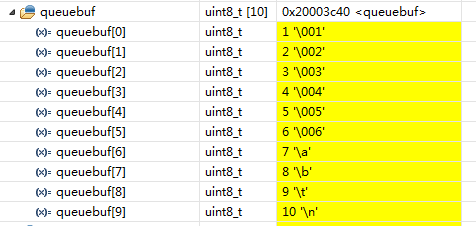 queuebuf uint8_t [10] 0x20003c40 <queuebuf>
(x)= queuebuf[0] uint8_t 1 '\001'
(x)= queuebuf[1] uint8_t 2 '\002'
(x)= queuebuf[2] uint8_t 3 '\003'
(x)= queuebuf[3] uint8_t 4 '\004'
(x)= queuebuf[4] uint8_t 5 '\005'
(x)= queuebuf[5] uint8_t 6 '\006'
(x)= queuebuf[6] uint8_t 7 '\a'
(x)= queuebuf[7] uint8_t 8 '\b'
(x)= queuebuf[8] uint8_t 9 '\t'
(x)= queuebuf[9] uint8_t 10 '\n'